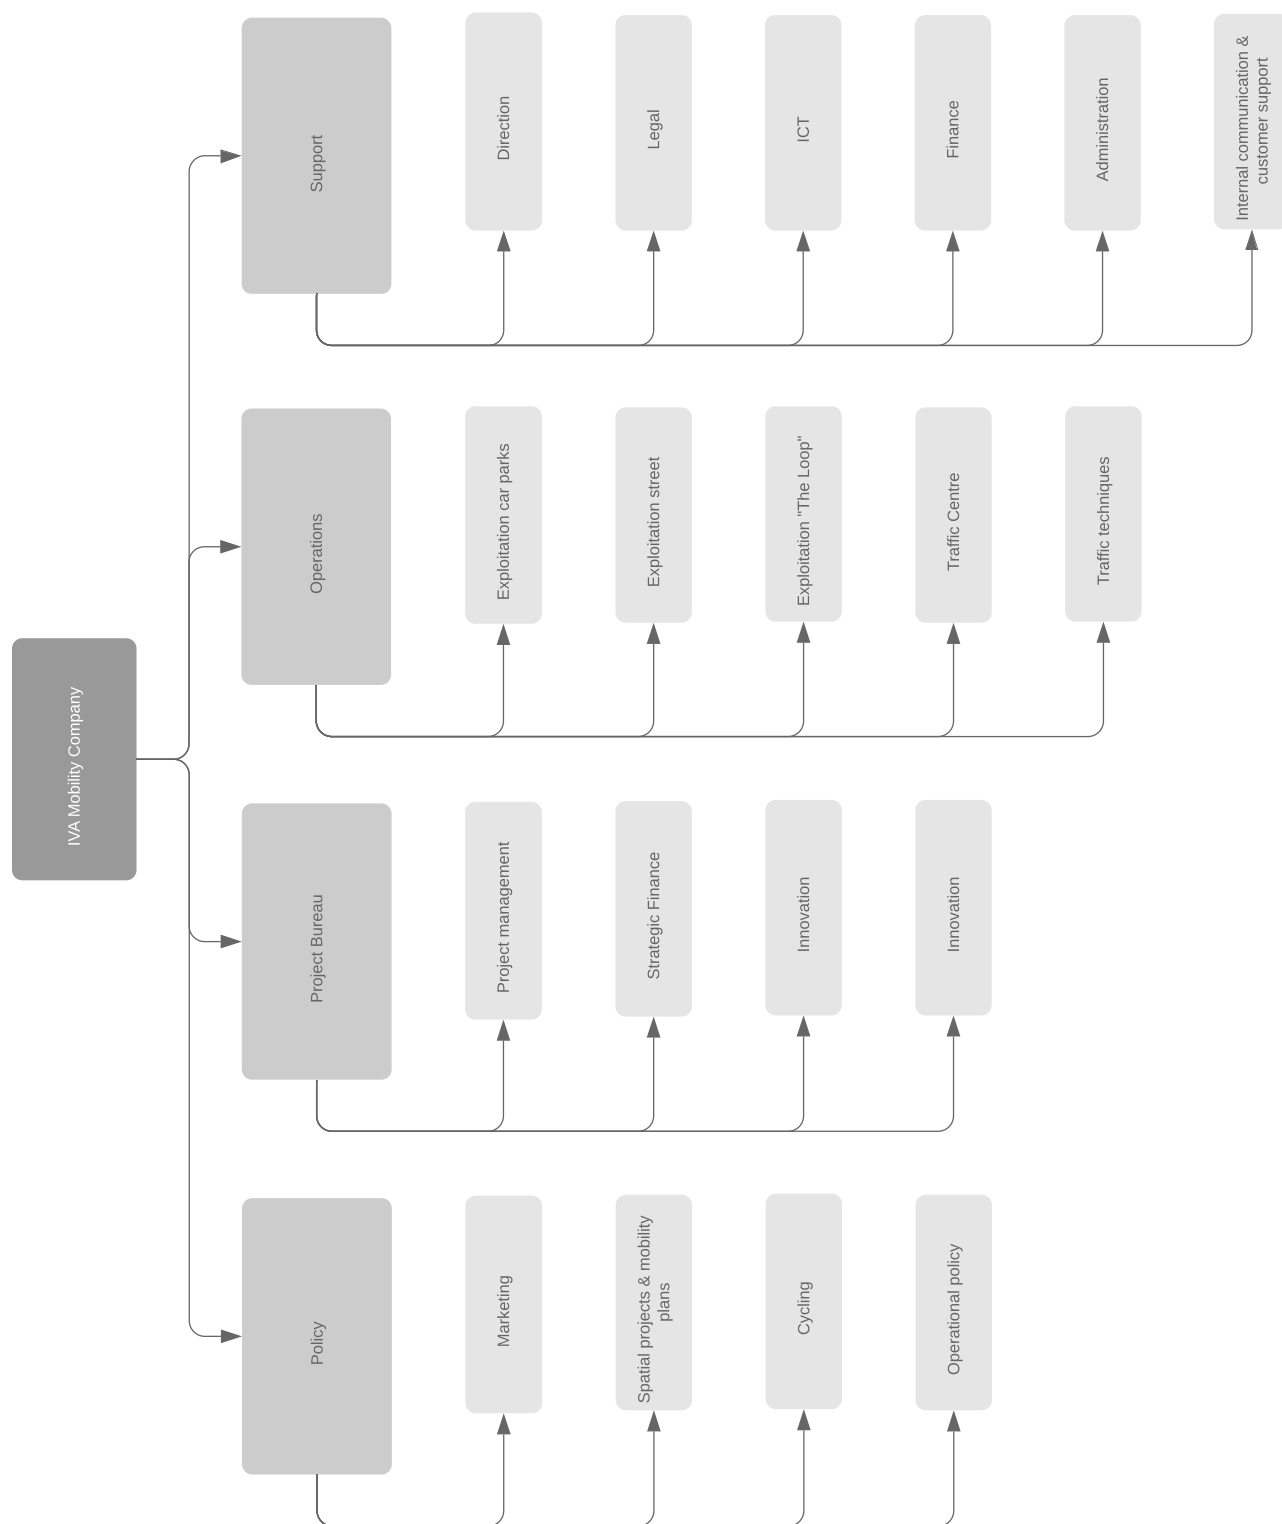 IVA Mobility Company
Policy
Project Bureau
Operations
Support
Marketing
Project management
Exploitation car parks
Direction
Spatial projects & mobility
plans
Strategic Finance
Exploitation street
Legal
Cycling
Innovation
Exploitation "The Loop"
ICT
Operational policy
Innovation
Traffic Centre
Finance
Traffic techniques
Administration
Internal communication &
customer support